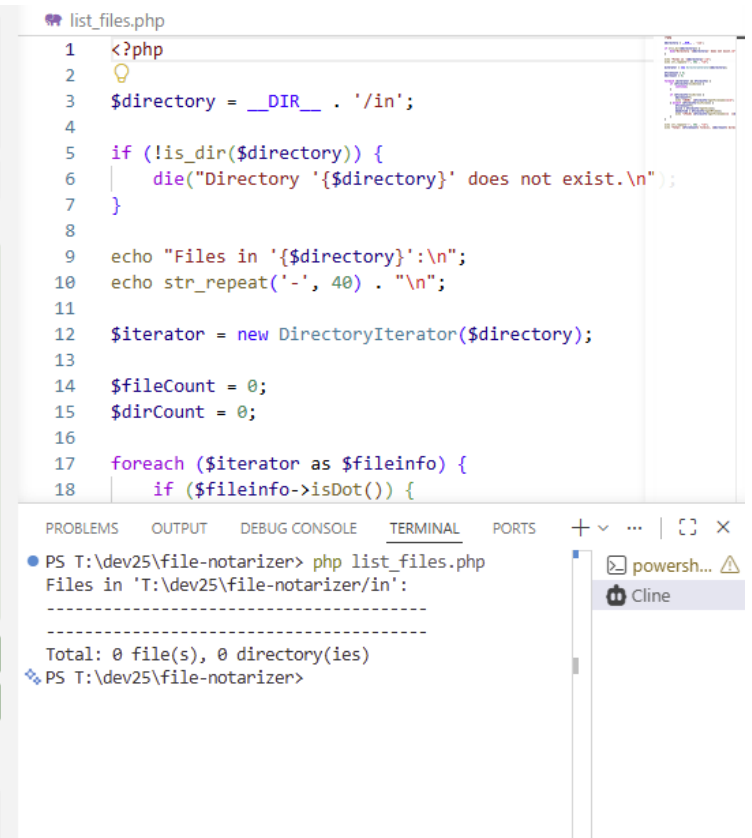 list_files.php
1 <?php
2
3 $directory = __DIR__ . '/in';
4
5 if (!is_dir($directory)) {
6     die("Directory '{$directory}' does not exist.\n");
7 }
8
9 echo "Files in '{$directory}':\n";
10 echo str_repeat('-', 40) . "\n";
11
12 $iterator = new DirectoryIterator($directory);
13
14 $fileCount = 0;
15 $dirCount = 0;
16
17 foreach ($iterator as $fileinfo) {
18     if ($fileinfo->isDot()) {
PROBLEMS OUTPUT DEBUG CONSOLE TERMINAL PORTS
PS T:\dev25\file-notarizer> php list_files.php
Files in 'T:\dev25\file-notarizer/in':
----------------------------------------
----------------------------------------
Total: 0 file(s), 0 directory(ies)
PS T:\dev25\file-notarizer>
powersh...
Cline